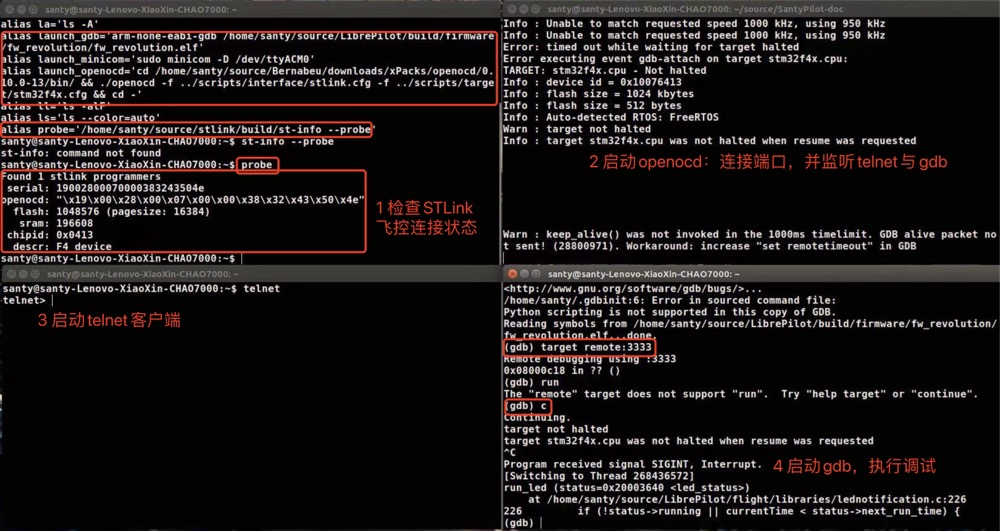 alias la='ls -A'
alias launch_gdb='arm-none-eabi-gdb /home/santy/source/LibrePilot/build/firmware
/fw_revolution/fw_revolution.elf'
alias launch_minicom='sudo minicom -D /dev/ttyACM0'
alias launch_openocd='cd /home/santy/source/Bernabeu/downloads/xPacks/openocd/0.
10.0-13/bin/ && ./openocd -f ../scripts/interface/stlink.cfg -f ../scripts/targe
t/stm32f4x.cfg && cd -'
alias ll='ls -alF'
alias ls='ls --color=auto'
alias probe='/home/santy/source/stlink/build/st-info --probe'
santy@santy-Lenovo-XiaoXin-CHAO7000:~$ st-info --probe
st-info: command not found
santy@santy-Lenovo-XiaoXin-CHAO7000:~$ probe
Found 1 stlink programmers
serial: 19002800070000383243504e
openocd: "\x19\x00\x28\x00\x07\x00\x00\x38\x32\x43\x50\x4e"
flash: 1048576 (pagesize: 16384)
sram: 196608
chipid: 0x0413
descr: F4 device
santy@santy-Lenovo-XiaoXin-CHAO7000:~$
1 检查STLink
飞控连接状态
santy@santy-Lenovo-XiaoXin-CHAO7000: ~/source/SantyPilot-doc
Info : Unable to match requested speed 1000 kHz, using 950 kHz
Info : Unable to match requested speed 1000 kHz, using 950 kHz
Error: timed out while waiting for target halted
Error executing event gdb-attach on target stm32f4x.cpu:
TARGET: stm32f4x.cpu - Not halted
Info : device id = 0x10076413
Info : flash size = 1024 kbytes
Info : flash size = 512 bytes
Info : Auto-detected RTOS: FreeRTOS
Warn : target not halted
Info : target stm32f4x.cpu was not halted when resume was requested
2 启动openocd：连接端口，并监听telnet与gdb
Warn : keep_alive() was not invoked in the 1000ms timelimit. GDB alive packet no
t sent! (28800971). Workaround: increase "set remotetimeout" in GDB
santy@santy-Lenovo-XiaoXin-CHAO7000: ~
santy@santy-Lenovo-XiaoXin-CHAO7000:~$ telnet
telnet>
3 启动telnet客户端
santy@santy-Lenovo-XiaoXin-CHAO7000: ~
<http://www.gnu.org/software/gdb/bugs/>...
/home/santy/.gdbinit:6: Error in sourced command file:
Python scripting is not supported in this copy of GDB.
Reading symbols from /home/santy/source/LibrePilot/build/firmware/fw_revolution/
fw_revolution.elf...done.
(gdb) target remote:3333
Remote debugging using :3333
0x08000c18 in ?? ()
(gdb) run
The "remote" target does not support "run".  Try "help target" or "continue".
(gdb) c
Continuing.
target not halted
target stm32f4x.cpu was not halted when resume was requested
^C
Program received signal SIGINT, Interrupt.
[Switching to Thread 268436572]
run_led (status=0x20003640 <led_status>)
at /home/santy/source/LibrePilot/flight/libraries/lednotification.c:226
226 if (!status->running || currentTime < status->next_run_time) {
(gdb)
4 启动gdb，执行调试